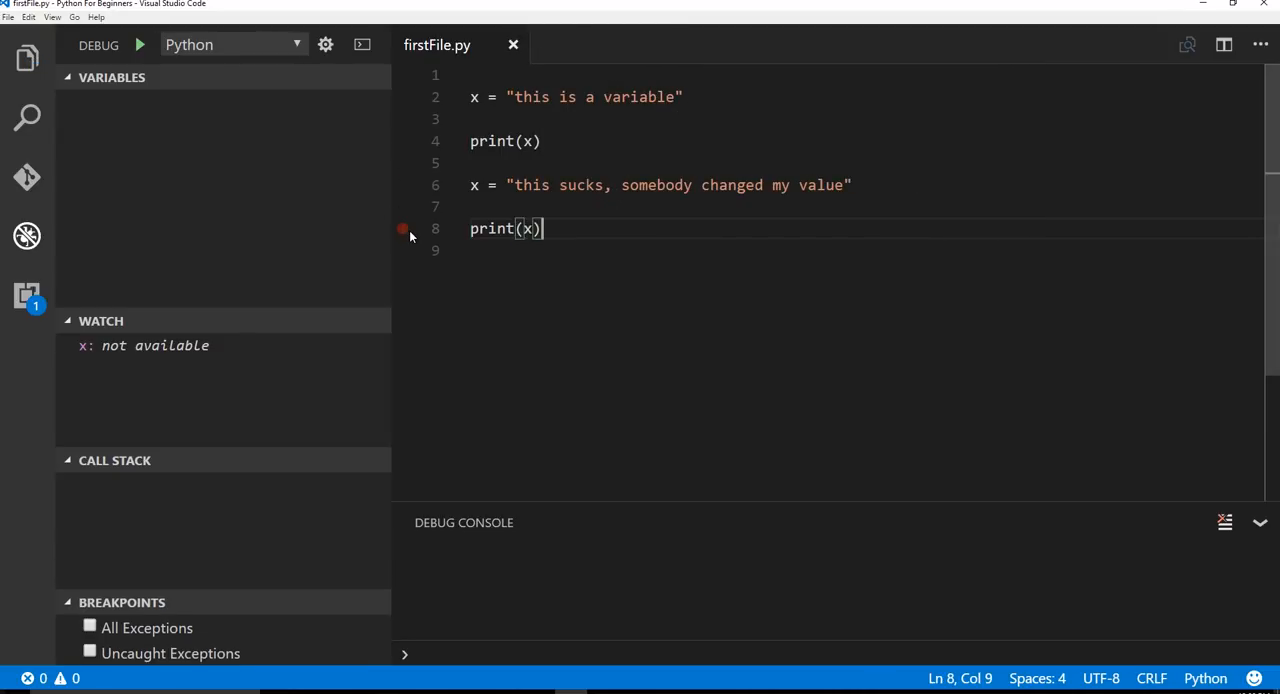 firstFile.py - Python For Beginners - Visual Studio Code
File Edit View Go Help
DEBUG Python
firstFile.py
VARIABLES
1
2 x = "this is a variable"
3
4 print(x)
5
6 x = "this sucks, somebody changed my value"
7
8 print(x)
9
WATCH
x: not available
1
CALL STACK
DEBUG CONSOLE
BREAKPOINTS
All Exceptions
Uncaught Exceptions
0 0 Ln 8, Col 9 Spaces: 4 UTF-8 CRLF Python